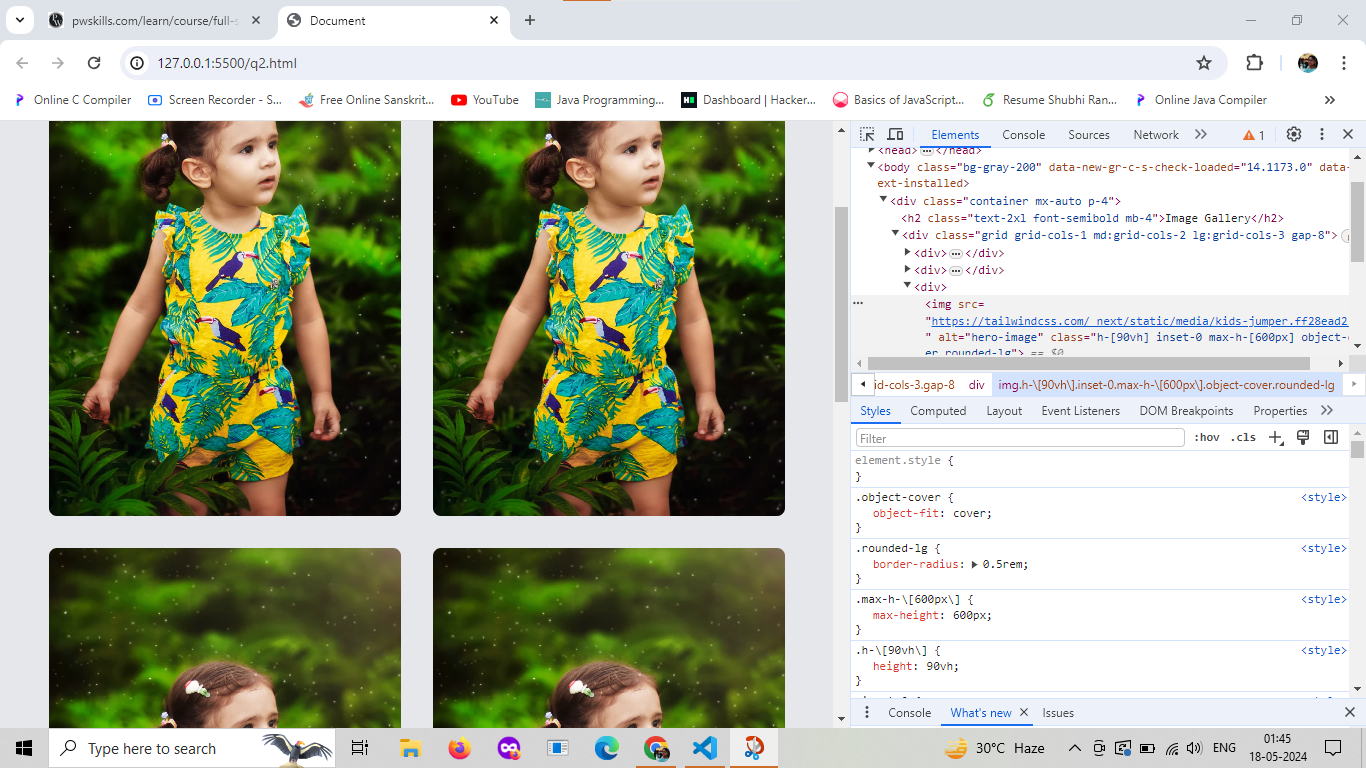 pwskills.com/learn/course/full-s
Document
127.0.0.1:5500/q2.html
Online C Compiler
Screen Recorder - S...
Free Online Sanskrit...
YouTube
Java Programming...
Dashboard | Hacker...
Basics of JavaScript...
Resume Shubhi Ran...
Online Java Compiler
Elements Console Sources Network 1
<head> ... </head>
<body class="bg-gray-200" data-new-gr-c-s-check-loaded="14.1173.0" data-
ext-installed>
<div class="container mx-auto p-4">
<h2 class="text-2xl font-semibold mb-4">Image Gallery</h2>
<div class="grid grid-cols-1 md:grid-cols-2 lg:grid-cols-3 gap-8">
<div> ... </div>
<div> ... </div>
<div>
<img src=
"https://tailwindcss.com/_next/static/media/kids-jumper.ff28ead2
" alt="hero-image" class="h-[90vh] inset-0 max-h-[600px] object-
er rounded-lg"> == $0
id-cols-3.gap-8 div img.h-\[90vh\].inset-0.max-h-\[600px\].object-cover.rounded-lg
Styles Computed Layout Event Listeners DOM Breakpoints Properties
Filter :hov .cls
element.style {
}
.object-cover { <style>
object-fit: cover;
}
.rounded-lg { <style>
border-radius: 0.5rem;
}
.max-h-\[600px\] { <style>
max-height: 600px;
}
.h-\[90vh\] { <style>
height: 90vh;
}
Console What's new Issues
Type here to search
30°C Haze
ENG
01:45
18-05-2024